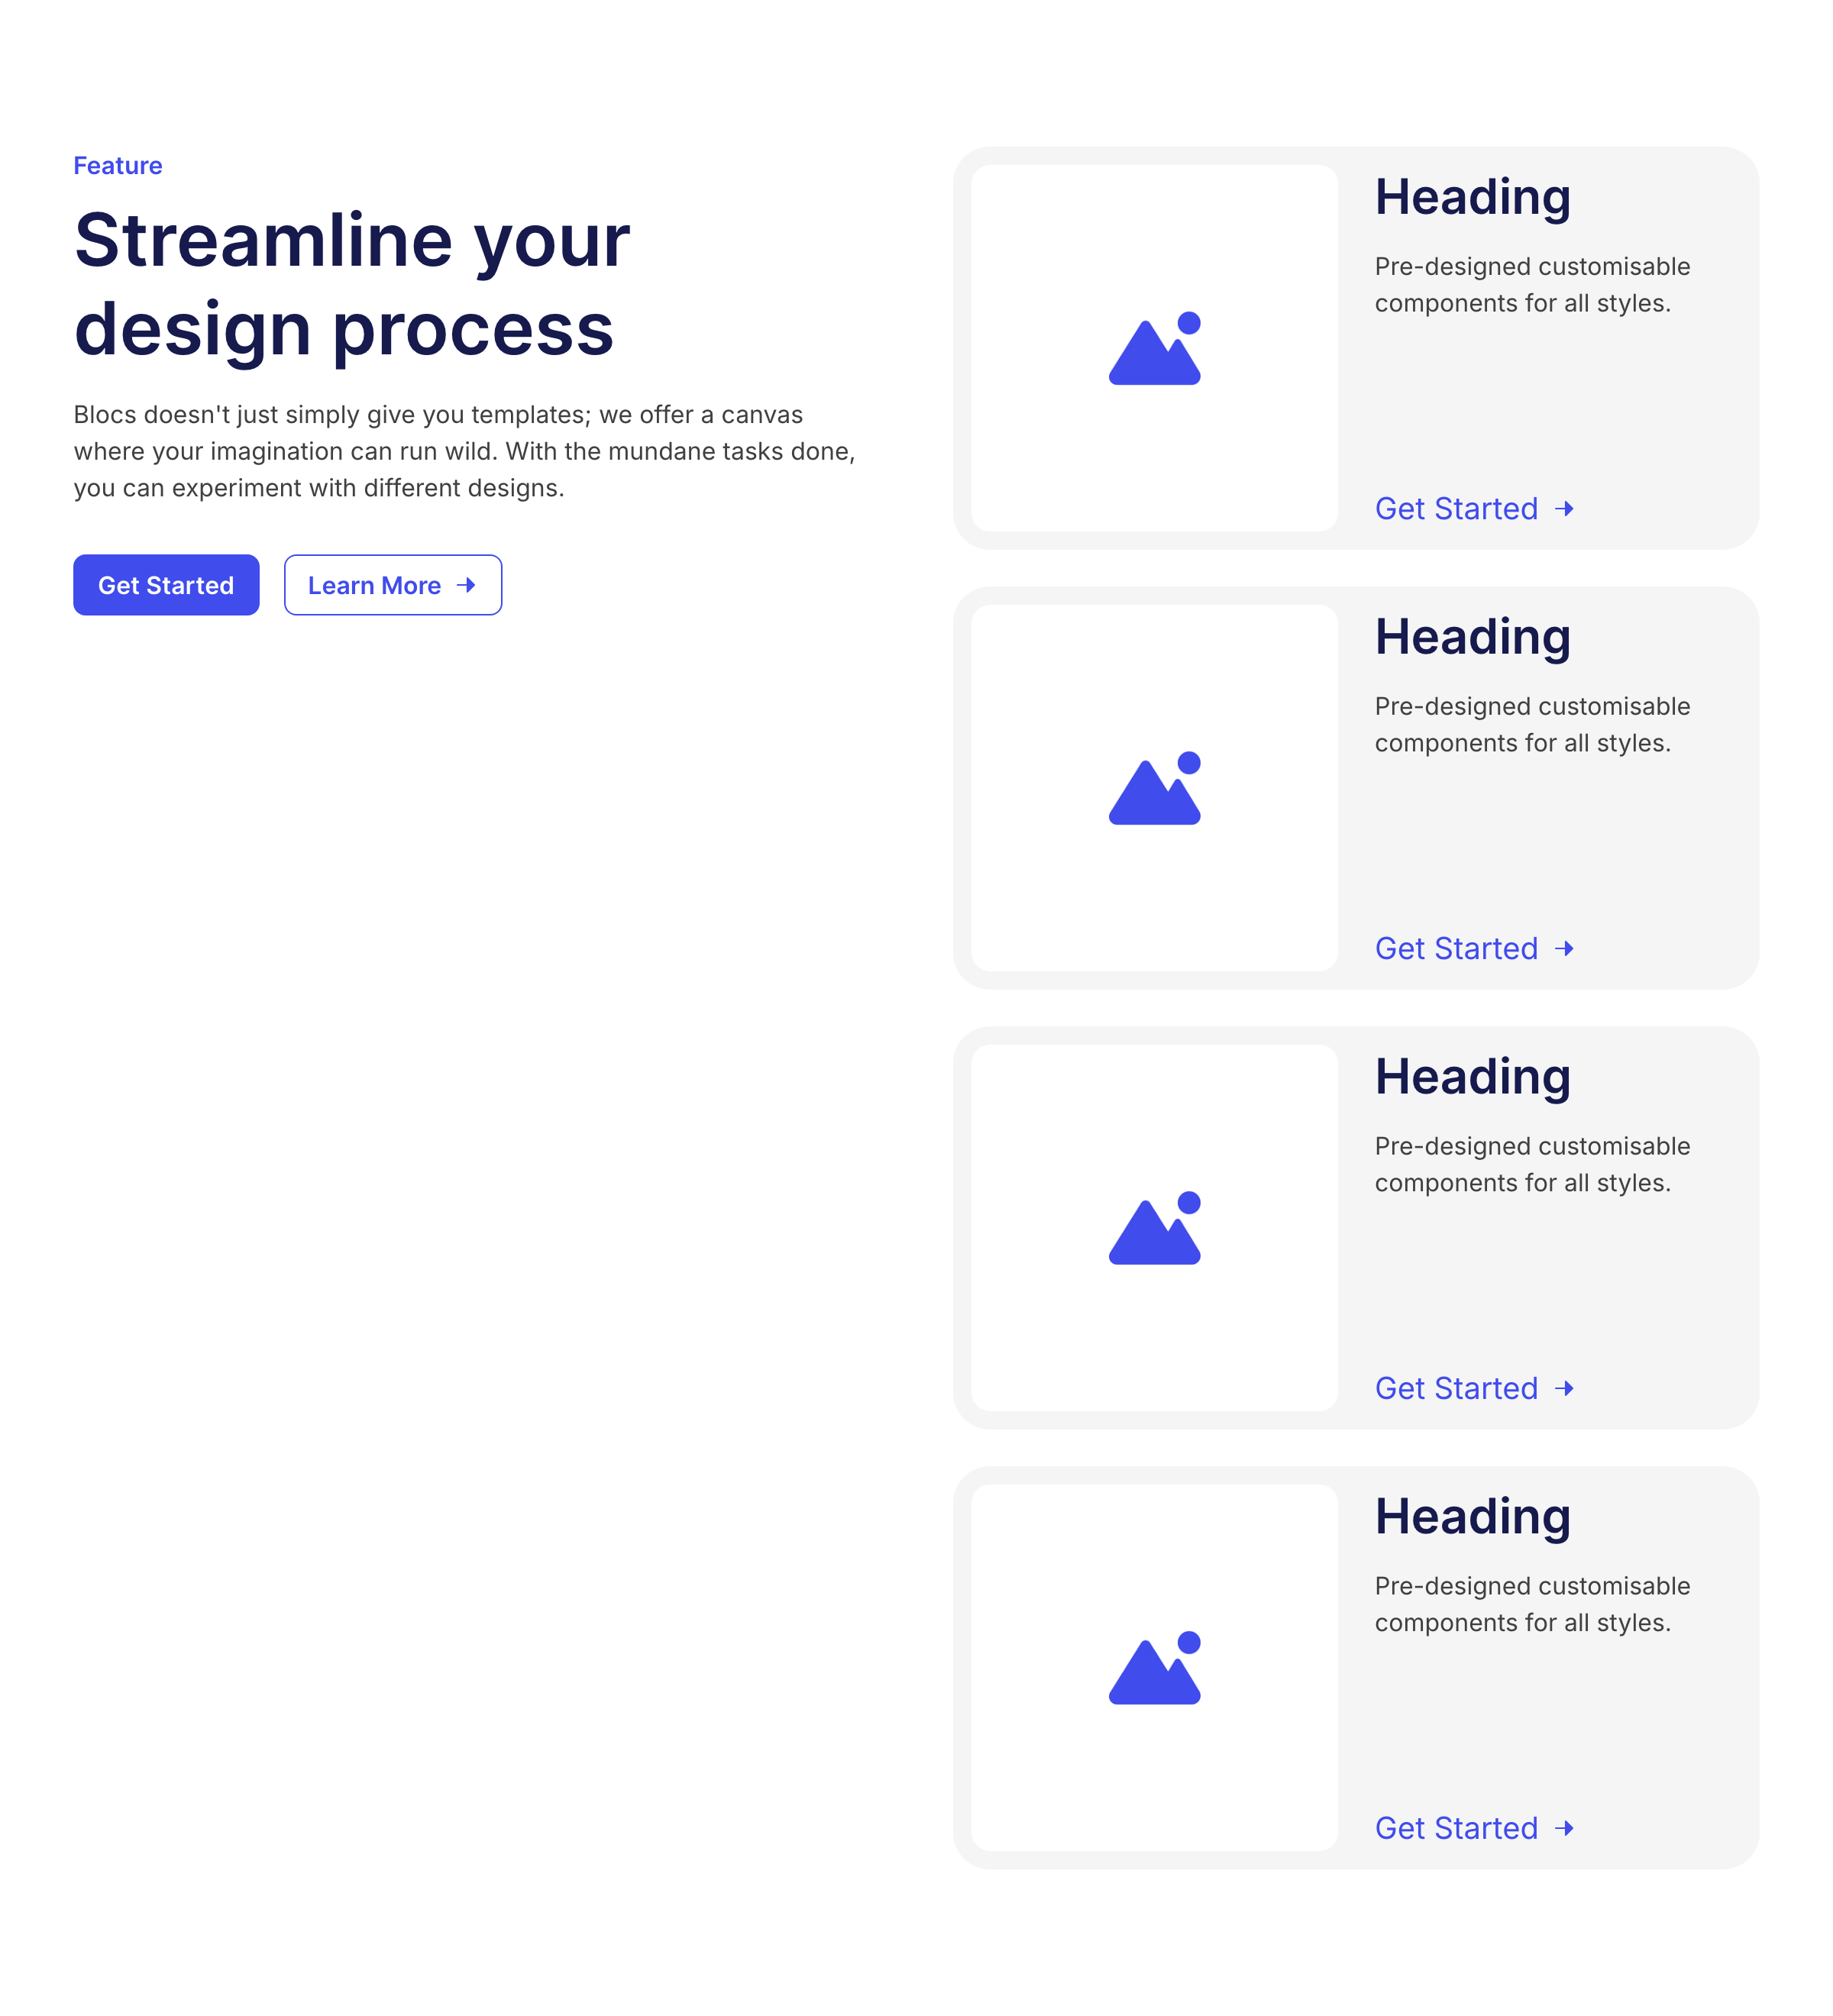 Feature
Streamline your
design process
Blocs doesn't just simply give you templates; we offer a canvas
where your imagination can run wild. With the mundane tasks done,
you can experiment with different designs.
Get Started
Learn More
Heading
Pre-designed customisable
components for all styles.
Get Started
Heading
Pre-designed customisable
components for all styles.
Get Started
Heading
Pre-designed customisable
components for all styles.
Get Started
Heading
Pre-designed customisable
components for all styles.
Get Started